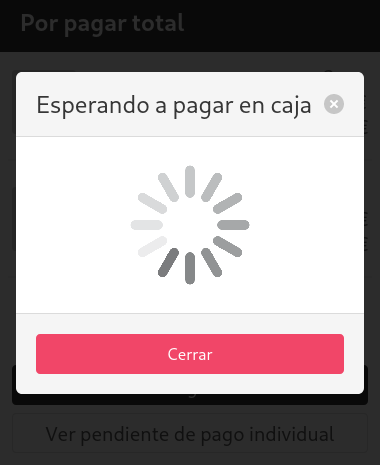 Por pagar total
Esperando a pagar en caja
Cerrar
Ver pendiente de pago individual